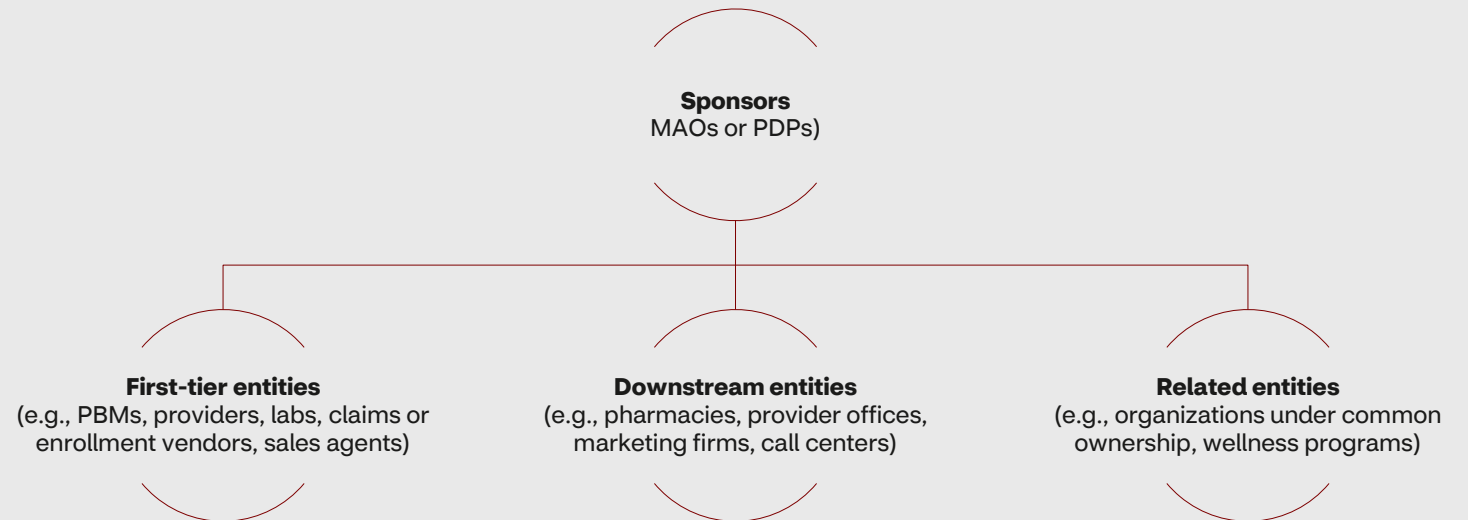 Sponsors
MAOs or PDPs)
First-tier entities
(e.g., PBMs, providers, labs, claims or
enrollment vendors, sales agents)
Downstream entities
(e.g., pharmacies, provider offices,
marketing firms, call centers)
Related entities
(e.g., organizations under common
ownership, wellness programs)